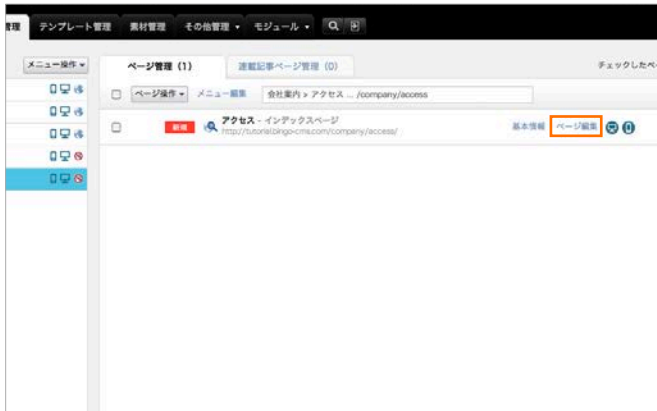 管理 テンプレート管理 素材管理 その他管理 モジュール
メニュー操作 ページ管理 (1) 連載記事ページ管理 (0) チェックしたペ
ページ操作 メニュー編集 会社案内 » アクセス ... /company/access
新規 アクセス - インデックスページ 基本情報 ページ編集
http://tutorial.bingo-cms.com/company/access/